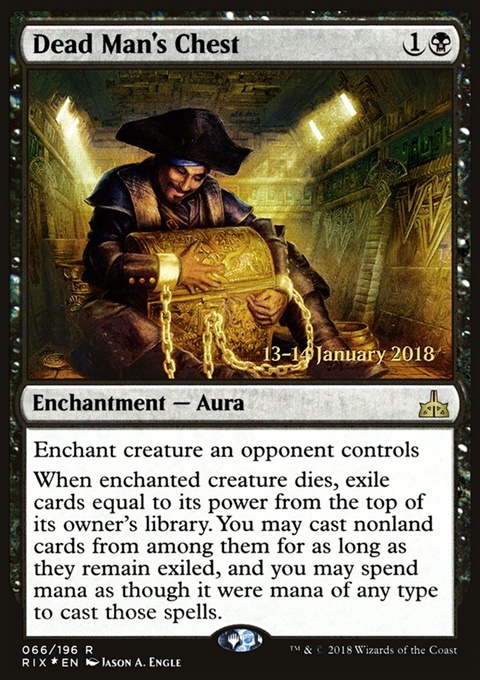 Dead Man's Chest 1
13-14 January 2018
Enchantment — Aura
Enchant creature an opponent controls
When enchanted creature dies, exile
cards equal to its power from the top of
its owner's library. You may cast nonland
cards from among them for as long as
they remain exiled, and you may spend
mana as though it were mana of any type
to cast those spells.
066/196 R
RIX★EN Jason A. Engle
™ & © 2018 Wizards of the Coast